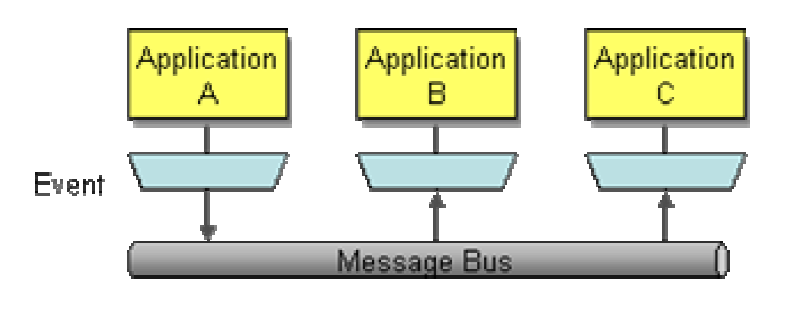 Application
A
Application
B
Application
C
Event
Message Bus